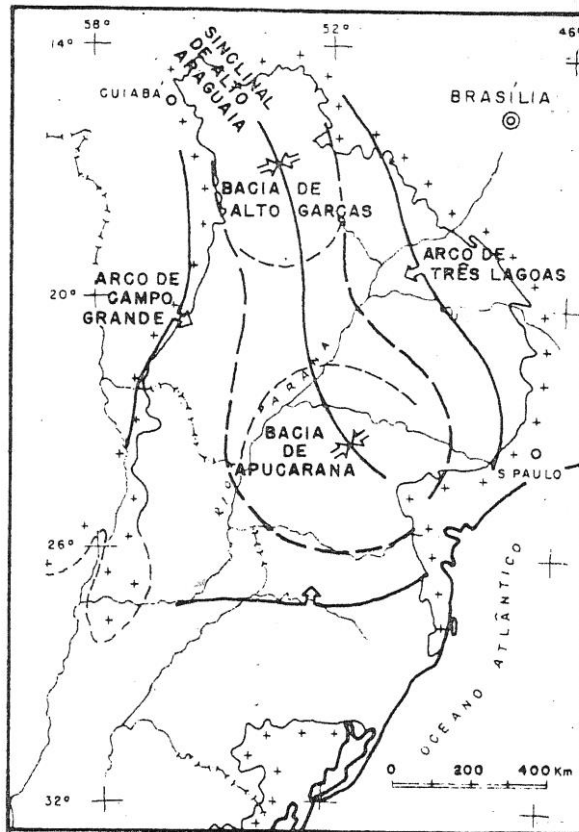 58°
52°
46°
14°
SINCLINAL
DE ALTO
ARAGUAIA
CUIABÁ
BRASÍLIA
BACIA DE
ALTO GARÇAS
ARCO DE
TRÊS LAGOAS
ARCO DE
CAMPO
GRANDE
20°
RIO PARANÁ
BACIA
DE
APUCARANA
S PAULO
26°
OCEANO ATLÂNTICO
0 200 400 Km
32°